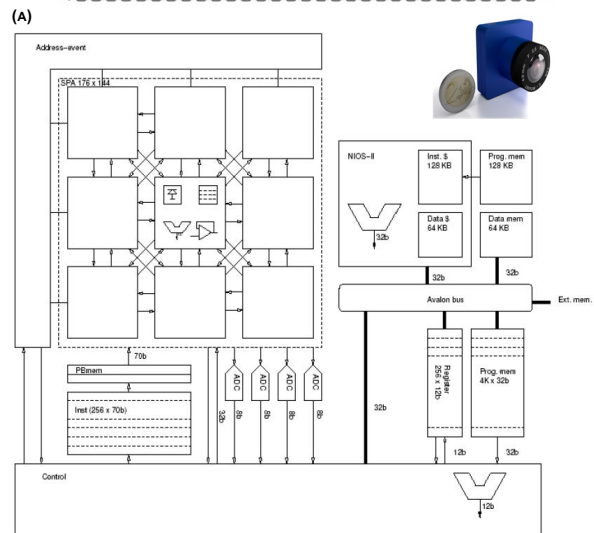 (A)
Address-event
SPA 176 x 144
NIOS-II
Inst. $
128 KB
Prog. mem
128 KB
32b
Data $
64 KB
Data mem
64 KB
32b
32b
Avalon bus
Ext. mem.
70b
PBmem
Inst (256 x 70b)
32b
ADC
ADC
ADC
ADC
8b
8b
8b
8b
32b
Register
256 x 12b
Prog. mem
4K x 32b
12b
32b
Control
12b